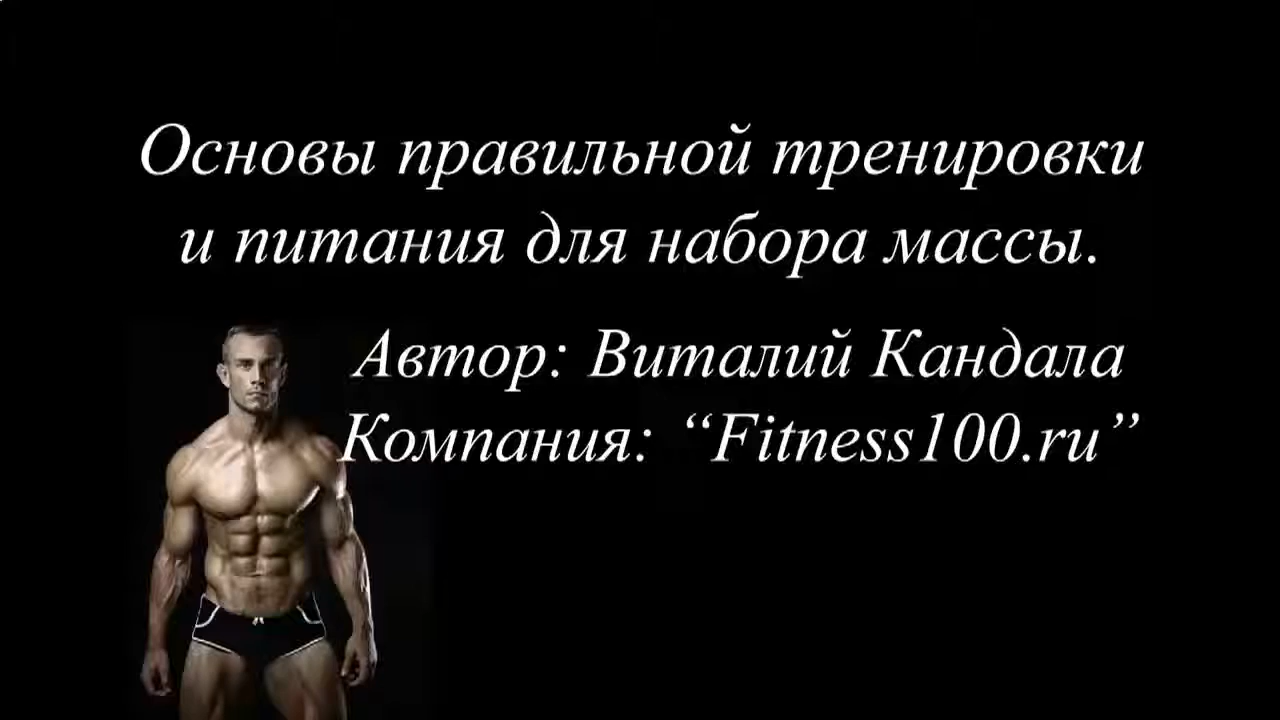 Основы правильной тренировки
и питания для набора массы.
Автор: Виталий Кандала
Компания: “Fitness100.ru”